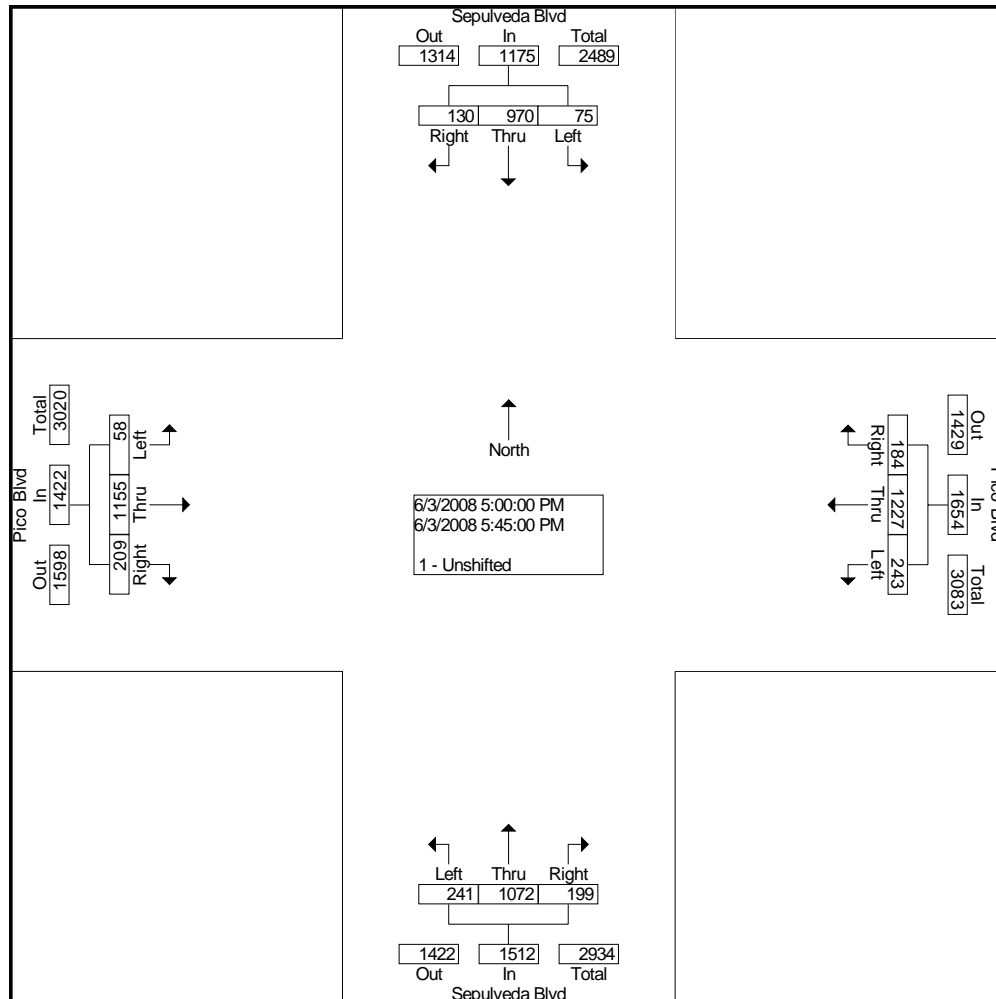 Sepulveda Blvd
Out In Total
1314 1175 2489
130 970 75
Right Thru Left
Total 3020
In 1422
Out 1598
Pico Blvd
58 1155 209
Left Thru Right
North
6/3/2008 5:00:00 PM
6/3/2008 5:45:00 PM
1 - Unshifted
Right Thru Left
184 1227 243
Out 1429
In 1654
Total 3083
Pico Blvd
Left Thru Right
241 1072 199
1422 1512 2934
Out In Total
Sepulveda Blvd